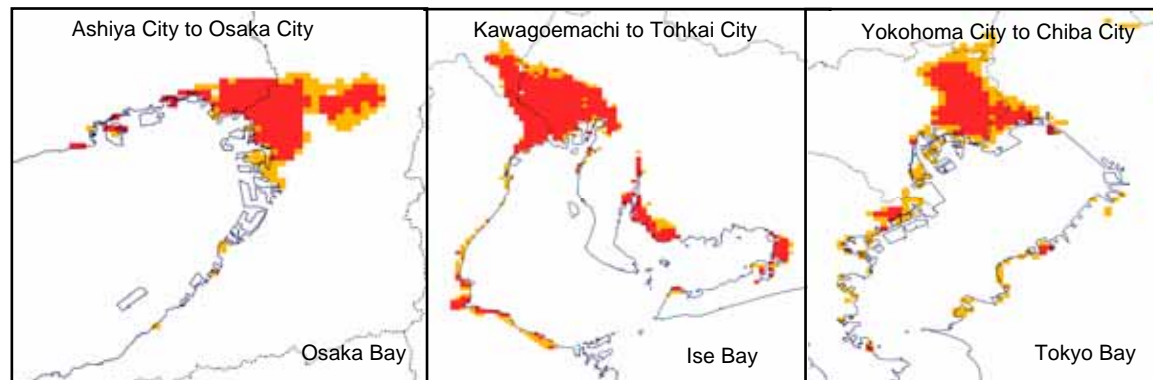 Ashiya City to Osaka City
Osaka Bay
Kawagoemachi to Tohkai City
Ise Bay
Yokohoma City to Chiba City
Tokyo Bay